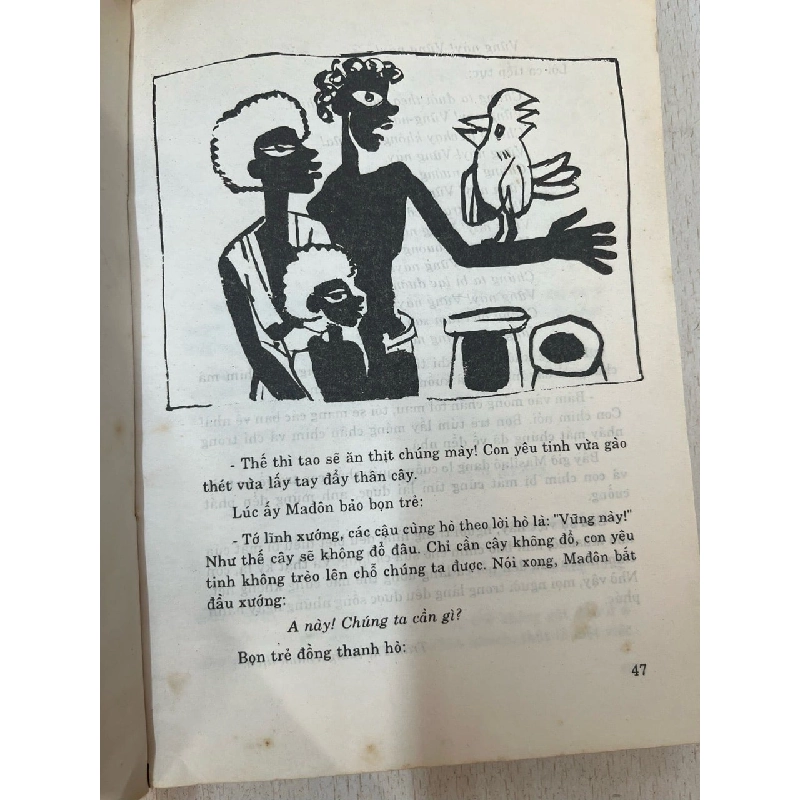 - Thế thì tao sẽ ăn thịt chúng mày! Con yêu tinh vừa gào
thét vừa lấy tay đẩy thân cây.
Lúc ấy Mađôn bảo bọn trẻ:
- Tớ lĩnh xướng, các cậu cùng hò theo lời hò là: "Vững này!"
Như thế cây sẽ không đổ đâu. Chỉ cần cây không đổ, con yêu
tinh không trèo lên chỗ chúng ta được. Nói xong, Mađôn bắt
đầu xướng:
A này! Chúng ta cần gì?
Bọn trẻ đồng thanh hò:
47